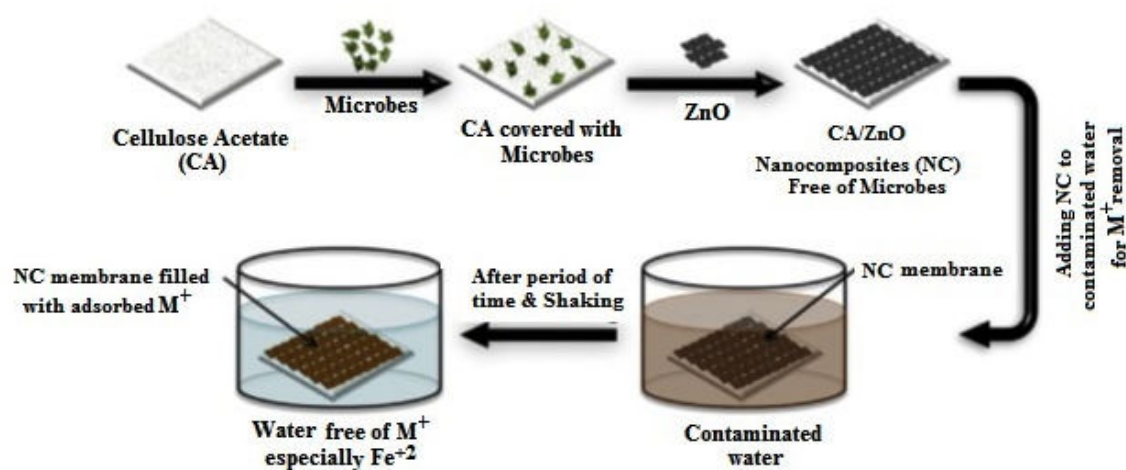 Microbes
ZnO
Cellulose Acetate
(CA)
CA covered with
Microbes
CA/ZnO
Nanocomposites (NC)
Free of Microbes
Adding NC to
contaminated water
for M⁺ removal
NC membrane filled
with adsorbed M⁺
After period of
time & Shaking
NC membrane
Water free of M⁺
especially Fe⁺²
Contaminated
water